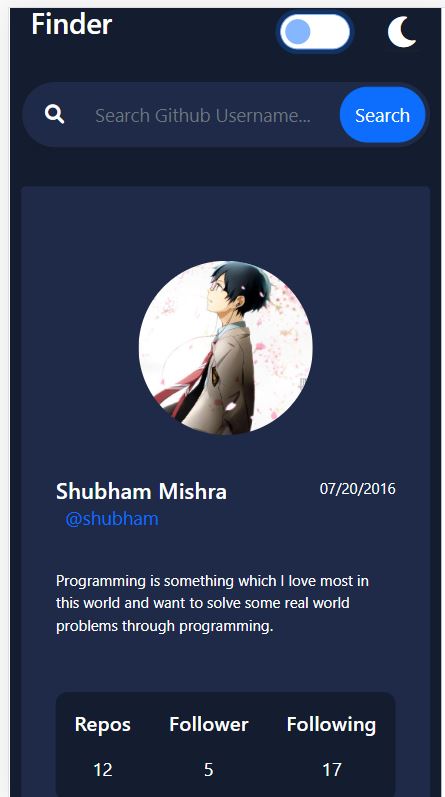 Finder
Search Github Username...
Search
Shubham Mishra
07/20/2016
@shubham
Programming is something which I love most in
this world and want to solve some real world
problems through programming.
Repos Follower Following
12 5 17